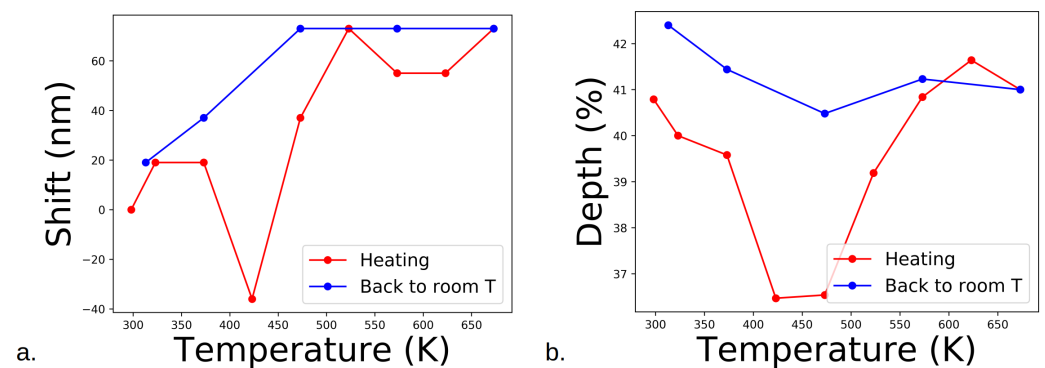 Shift (nm)
60
40
20
0
−20
−40
300 350 400 450 500 550 600 650
Temperature (K)
Heating
Back to room T
a.
Depth (%)
42
41
40
39
38
37
300 350 400 450 500 550 600 650
Temperature (K)
Heating
Back to room T
b.